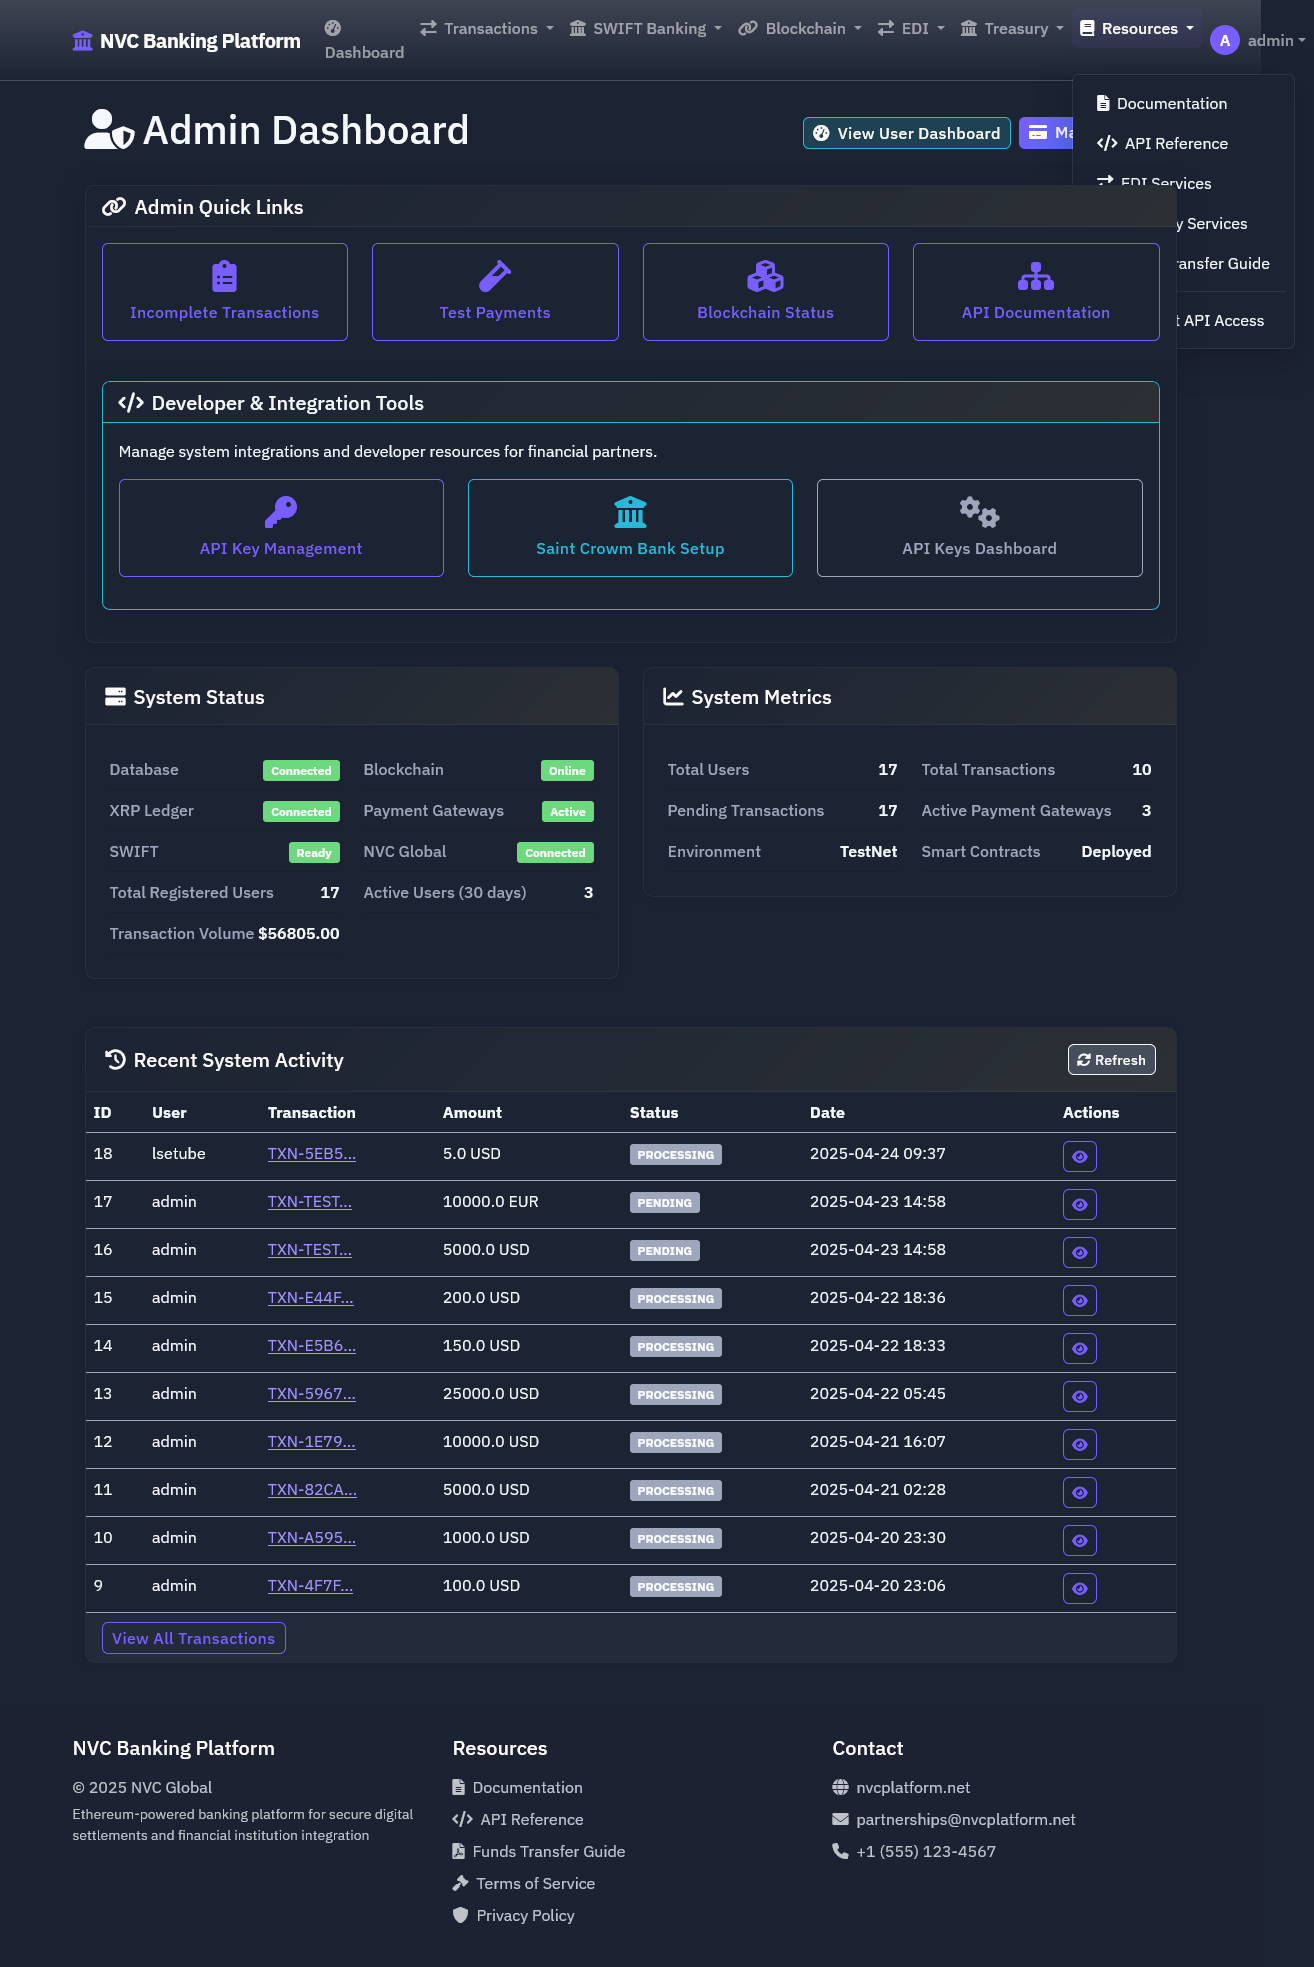 NVC Banking Platform
Dashboard
Transactions
SWIFT Banking
Blockchain
EDI
Treasury
Resources
A
admin
Documentation
API Reference
EDI Services
y Services
ransfer Guide
t API Access
Admin Dashboard
View User Dashboard
Ma
Admin Quick Links
Incomplete Transactions
Test Payments
Blockchain Status
API Documentation
Developer & Integration Tools
Manage system integrations and developer resources for financial partners.
API Key Management
Saint Crowm Bank Setup
API Keys Dashboard
System Status
Database Connected Blockchain Online
XRP Ledger Connected Payment Gateways Active
SWIFT Ready NVC Global Connected
Total Registered Users 17 Active Users (30 days) 3
Transaction Volume $56805.00
System Metrics
Total Users 17 Total Transactions 10
Pending Transactions 17 Active Payment Gateways 3
Environment TestNet Smart Contracts Deployed
Recent System Activity
Refresh
ID User Transaction Amount Status Date Actions
18 lsetube TXN-5EB5... 5.0 USD PROCESSING 2025-04-24 09:37
17 admin TXN-TEST... 10000.0 EUR PENDING 2025-04-23 14:58
16 admin TXN-TEST... 5000.0 USD PENDING 2025-04-23 14:58
15 admin TXN-E44F... 200.0 USD PROCESSING 2025-04-22 18:36
14 admin TXN-E5B6... 150.0 USD PROCESSING 2025-04-22 18:33
13 admin TXN-5967... 25000.0 USD PROCESSING 2025-04-22 05:45
12 admin TXN-1E79... 10000.0 USD PROCESSING 2025-04-21 16:07
11 admin TXN-82CA... 5000.0 USD PROCESSING 2025-04-21 02:28
10 admin TXN-A595... 1000.0 USD PROCESSING 2025-04-20 23:30
9 admin TXN-4F7F... 100.0 USD PROCESSING 2025-04-20 23:06
View All Transactions
NVC Banking Platform
© 2025 NVC Global
Ethereum-powered banking platform for secure digital
settlements and financial institution integration
Resources
Documentation
API Reference
Funds Transfer Guide
Terms of Service
Privacy Policy
Contact
nvcplatform.net
partnerships@nvcplatform.net
+1 (555) 123-4567